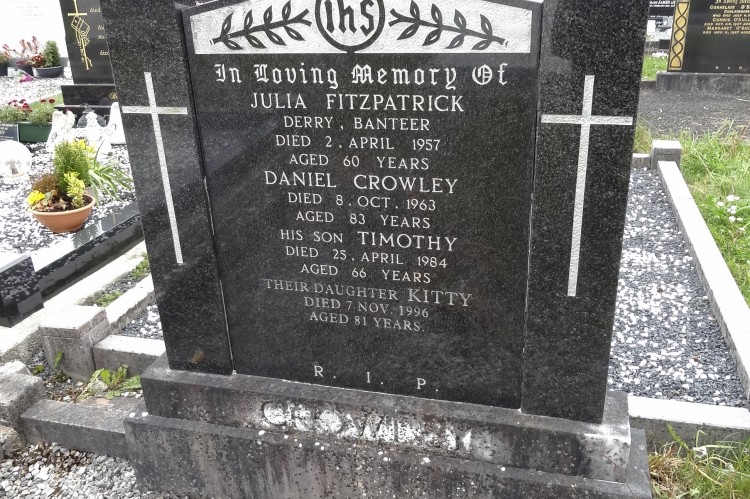 IhS
In Loving Memory Of
JULIA FITZPATRICK
DERRY, BANTEER
DIED 2. APRIL 1957
AGED 60 YEARS
DANIEL CROWLEY
DIED 8. OCT. 1963
AGED 83 YEARS
HIS SON TIMOTHY
DIED 25. APRIL 1984
AGED 66 YEARS
THEIR DAUGHTER KITTY
DIED 7 NOV. 1996
AGED 81 YEARS.
R. I. P.
CROWLEY